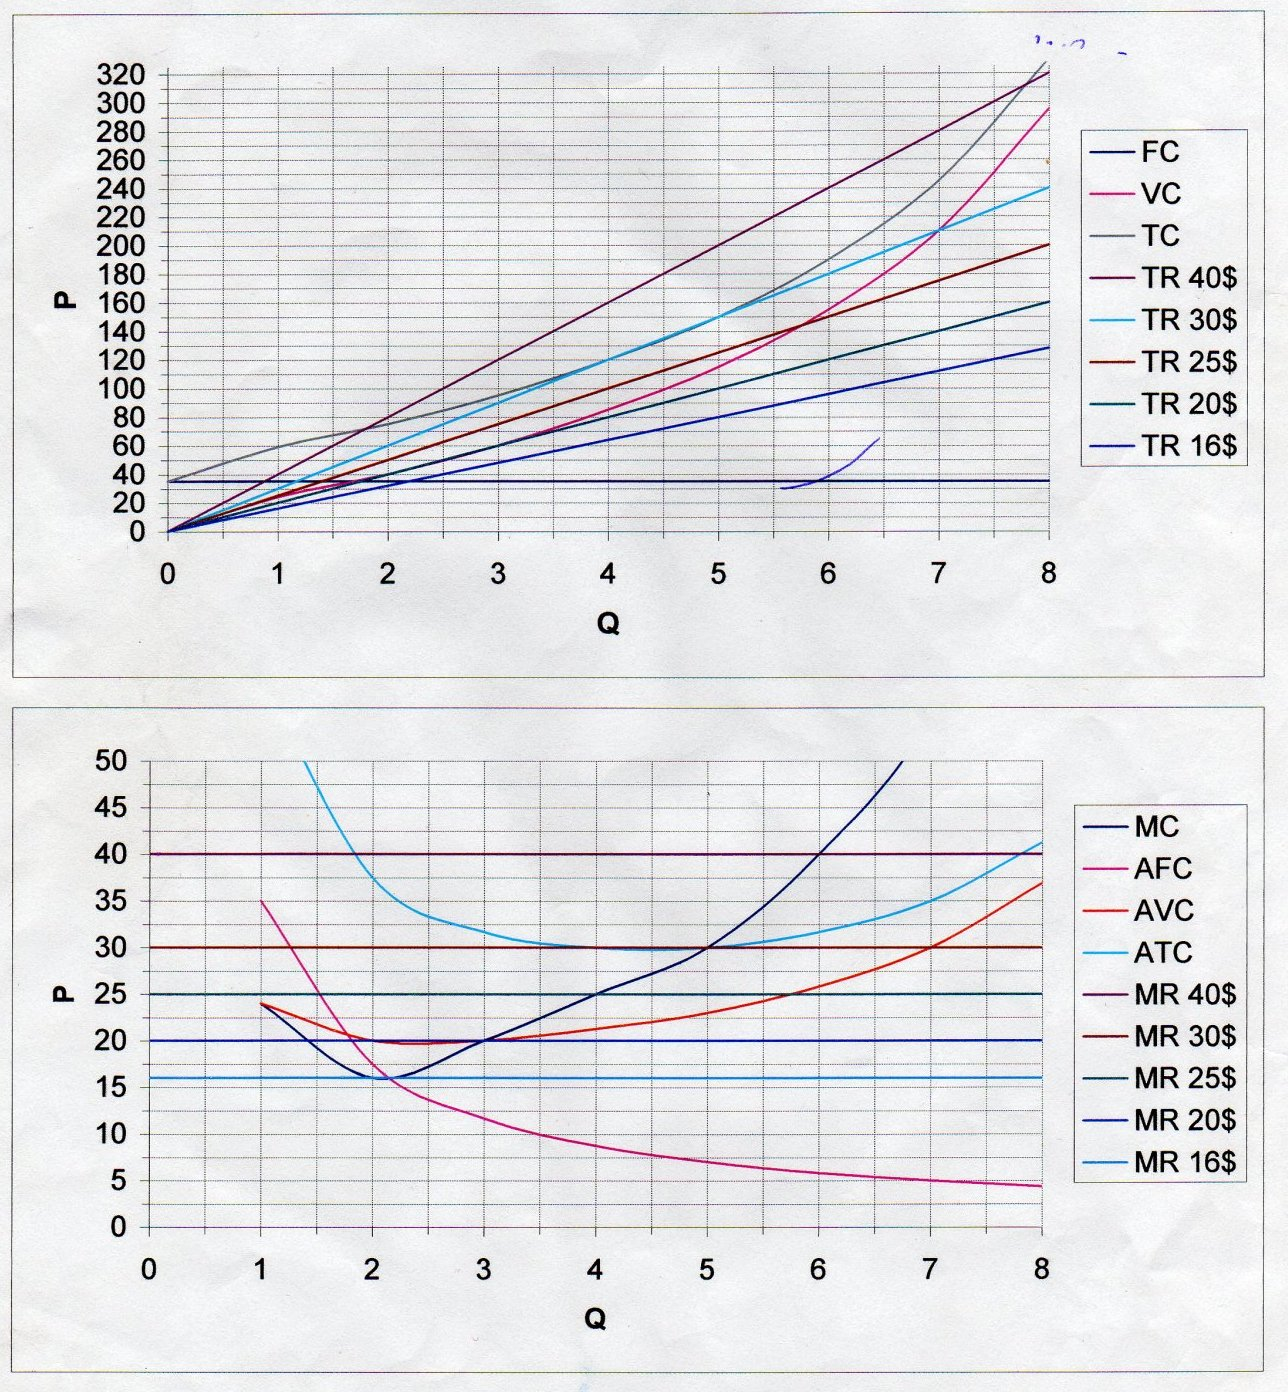 320
300
280
260
240
220
200
180
160
140
120
100
80
60
40
20
0
P
0 1 2 3 4 5 6 7 8
Q
FC
VC
TC
TR 40$
TR 30$
TR 25$
TR 20$
TR 16$
50
45
40
35
30
25
20
15
10
5
0
P
0 1 2 3 4 5 6 7 8
Q
MC
AFC
AVC
ATC
MR 40$
MR 30$
MR 25$
MR 20$
MR 16$